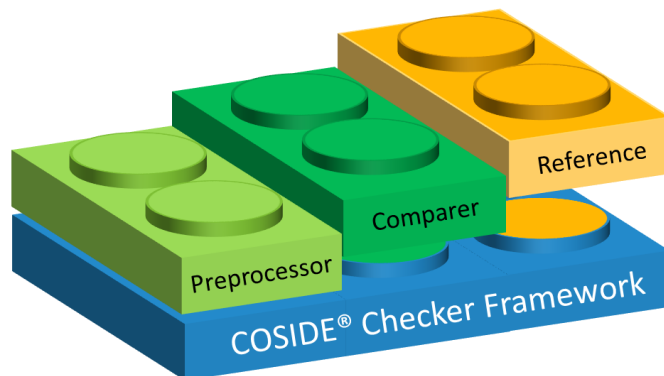 Reference
Comparer
Preprocessor
COSIDE® Checker Framework